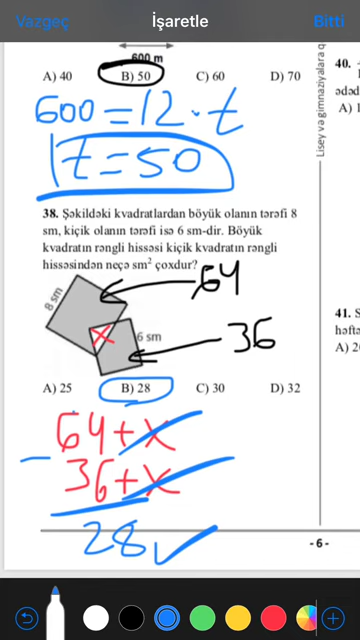 Vazgeç İşaretle Bitti
600 m
A) 40 B) 50 C) 60 D) 70
600 = 12 · t
t = 50
40.
ədəd
A) 1
Lisey və gimnaziyalara q
38. Şəkildəki kvadratlardan böyük olanın tərəfi 8
sm, kiçik olanın tərəfi isə 6 sm-dir. Böyük
kvadratın rəngli hissəsi kiçik kvadratın rəngli
hissəsindən neçə sm² çoxdur?
64
8 sm
X
6 sm
36
41. S
həftə
A) 2
A) 25 B) 28 C) 30 D) 32
64+x
- 36+x
28
- 6 -